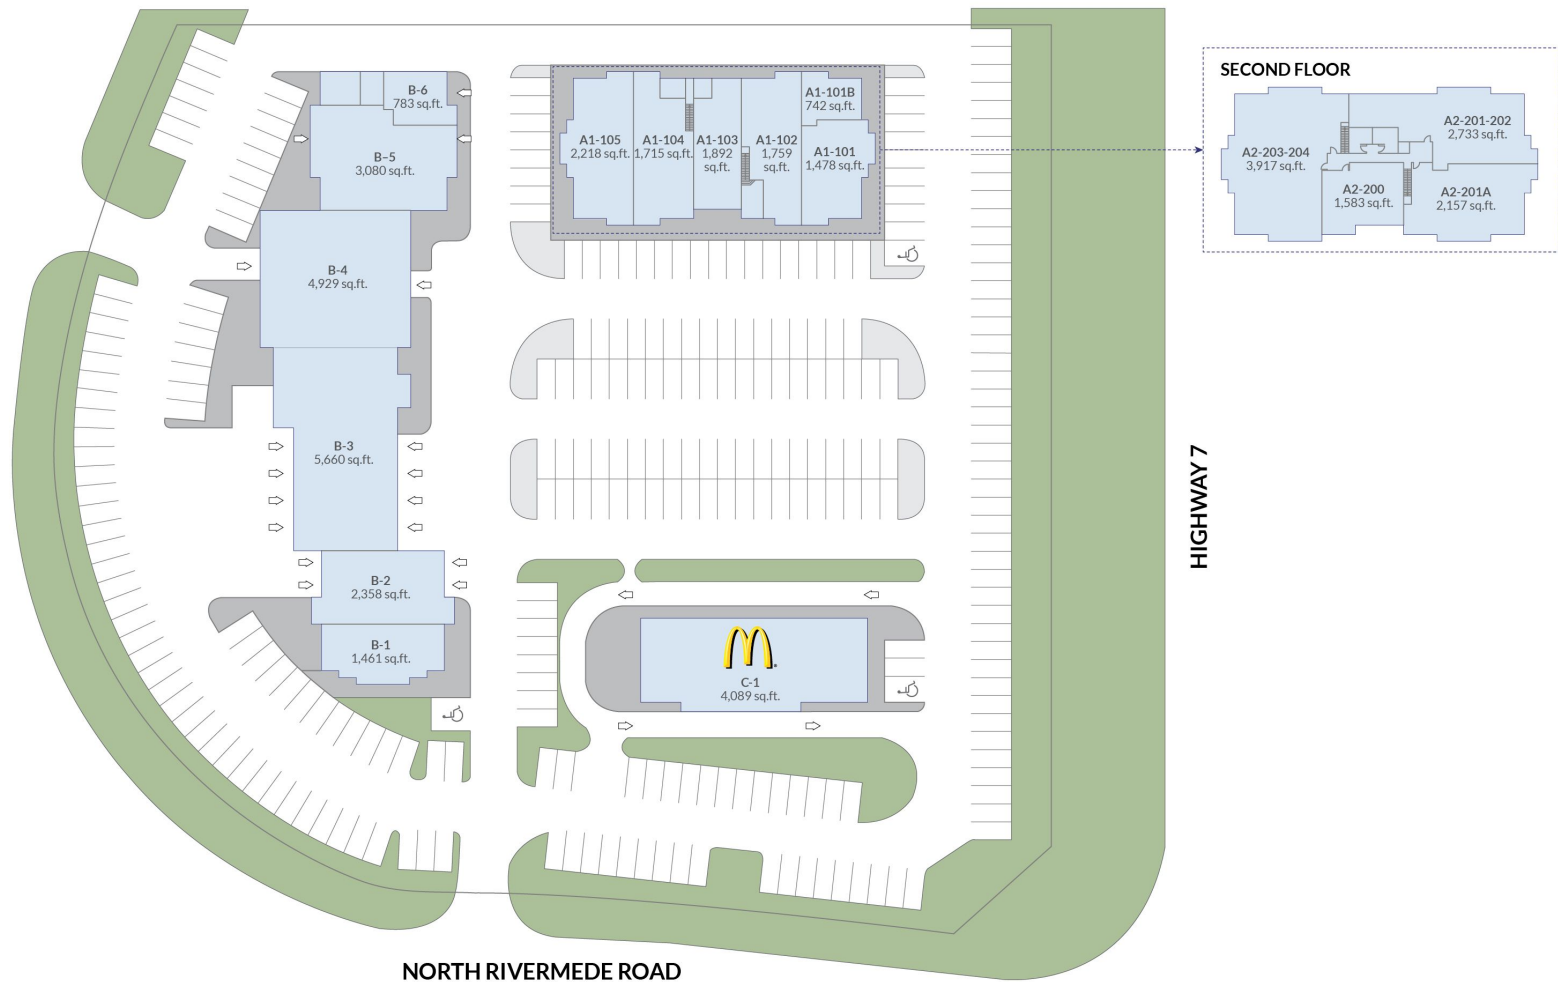 SECOND FLOOR
B-6
783 sq.ft.
B–5
3,080 sq.ft.
B-4
4,929 sq.ft.
B-3
5,660 sq.ft.
B-2
2,358 sq.ft.
B-1
1,461 sq.ft.
A1-105
2,218 sq.ft.
A1-104
1,715 sq.ft.
A1-103
1,892
sq.ft.
A1-102
1,759
sq.ft.
A1-101B
742 sq.ft.
A1-101
1,478 sq.ft.
A2-203-204
3,917 sq.ft.
A2-201-202
2,733 sq.ft.
A2-200
1,583 sq.ft.
A2-201A
2,157 sq.ft.
C-1
4,089 sq.ft.
HIGHWAY 7
NORTH RIVERMEDE ROAD